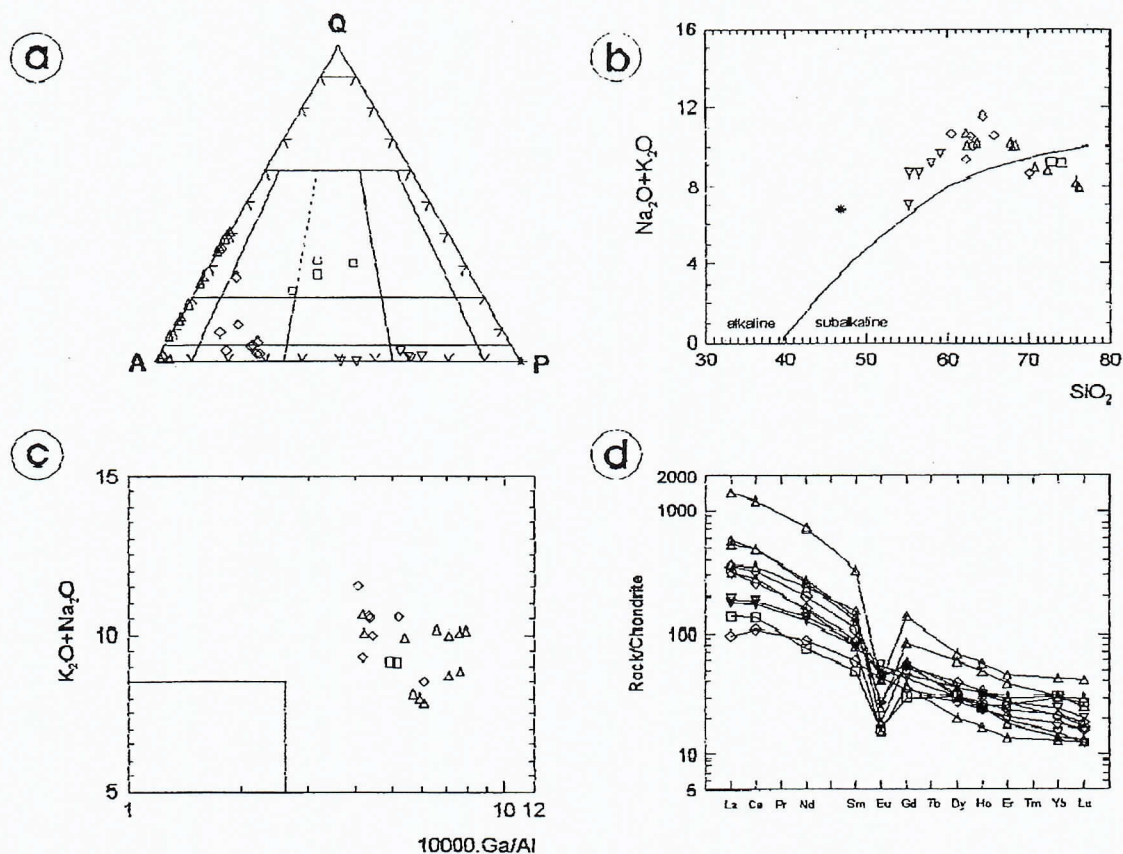 a
Q
A
P
b
Na₂O+K₂O
16
12
8
4
0
alkaline
subalkaline
30
40
50
60
70
80
SiO₂
c
K₂O+Na₂O
15
10
5
1
10 12
10000.Ga/Al
d
Rock/Chondrite
2000
1000
100
10
5
La Ce Pr Nd Sm Eu Gd Tb Dy Ho Er Tm Yb Lu